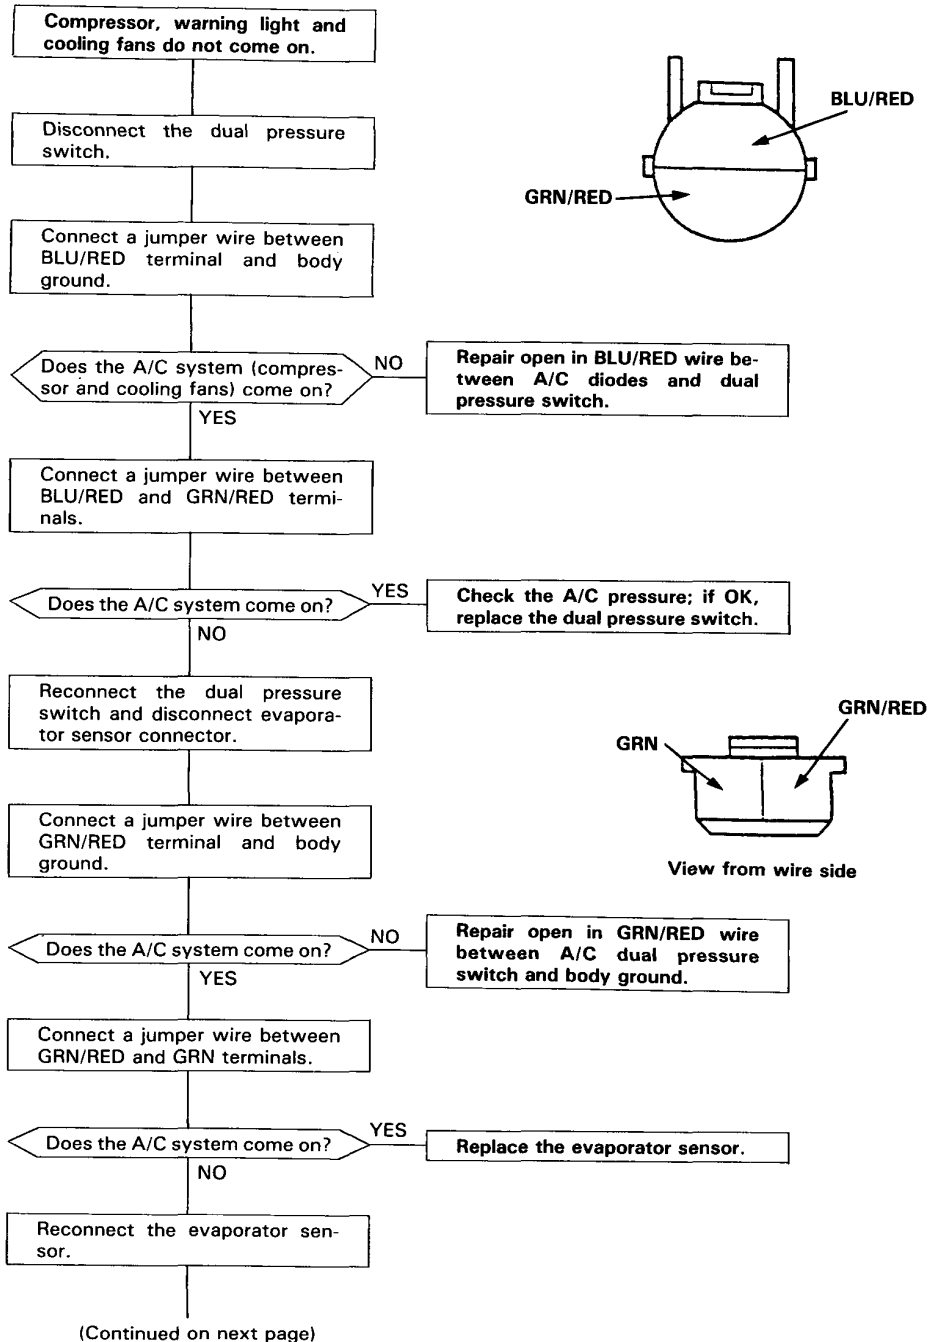 Compressor, warning light and
cooling fans do not come on.
BLU/RED
GRN/RED
Disconnect the dual pressure
switch.
Connect a jumper wire between
BLU/RED terminal and body
ground.
Does the A/C system (compres-
sor and cooling fans) come on?
NO
Repair open in BLU/RED wire be-
tween A/C diodes and dual
pressure switch.
YES
Connect a jumper wire between
BLU/RED and GRN/RED termi-
nals.
Does the A/C system come on?
YES
Check the A/C pressure; if OK,
replace the dual pressure switch.
NO
Reconnect the dual pressure
switch and disconnect evapora-
tor sensor connector.
GRN
GRN/RED
View from wire side
Connect a jumper wire between
GRN/RED terminal and body
ground.
Does the A/C system come on?
NO
Repair open in GRN/RED wire
between A/C dual pressure
switch and body ground.
YES
Connect a jumper wire between
GRN/RED and GRN terminals.
Does the A/C system come on?
YES
Replace the evaporator sensor.
NO
Reconnect the evaporator sen-
sor.
(Continued on next page)